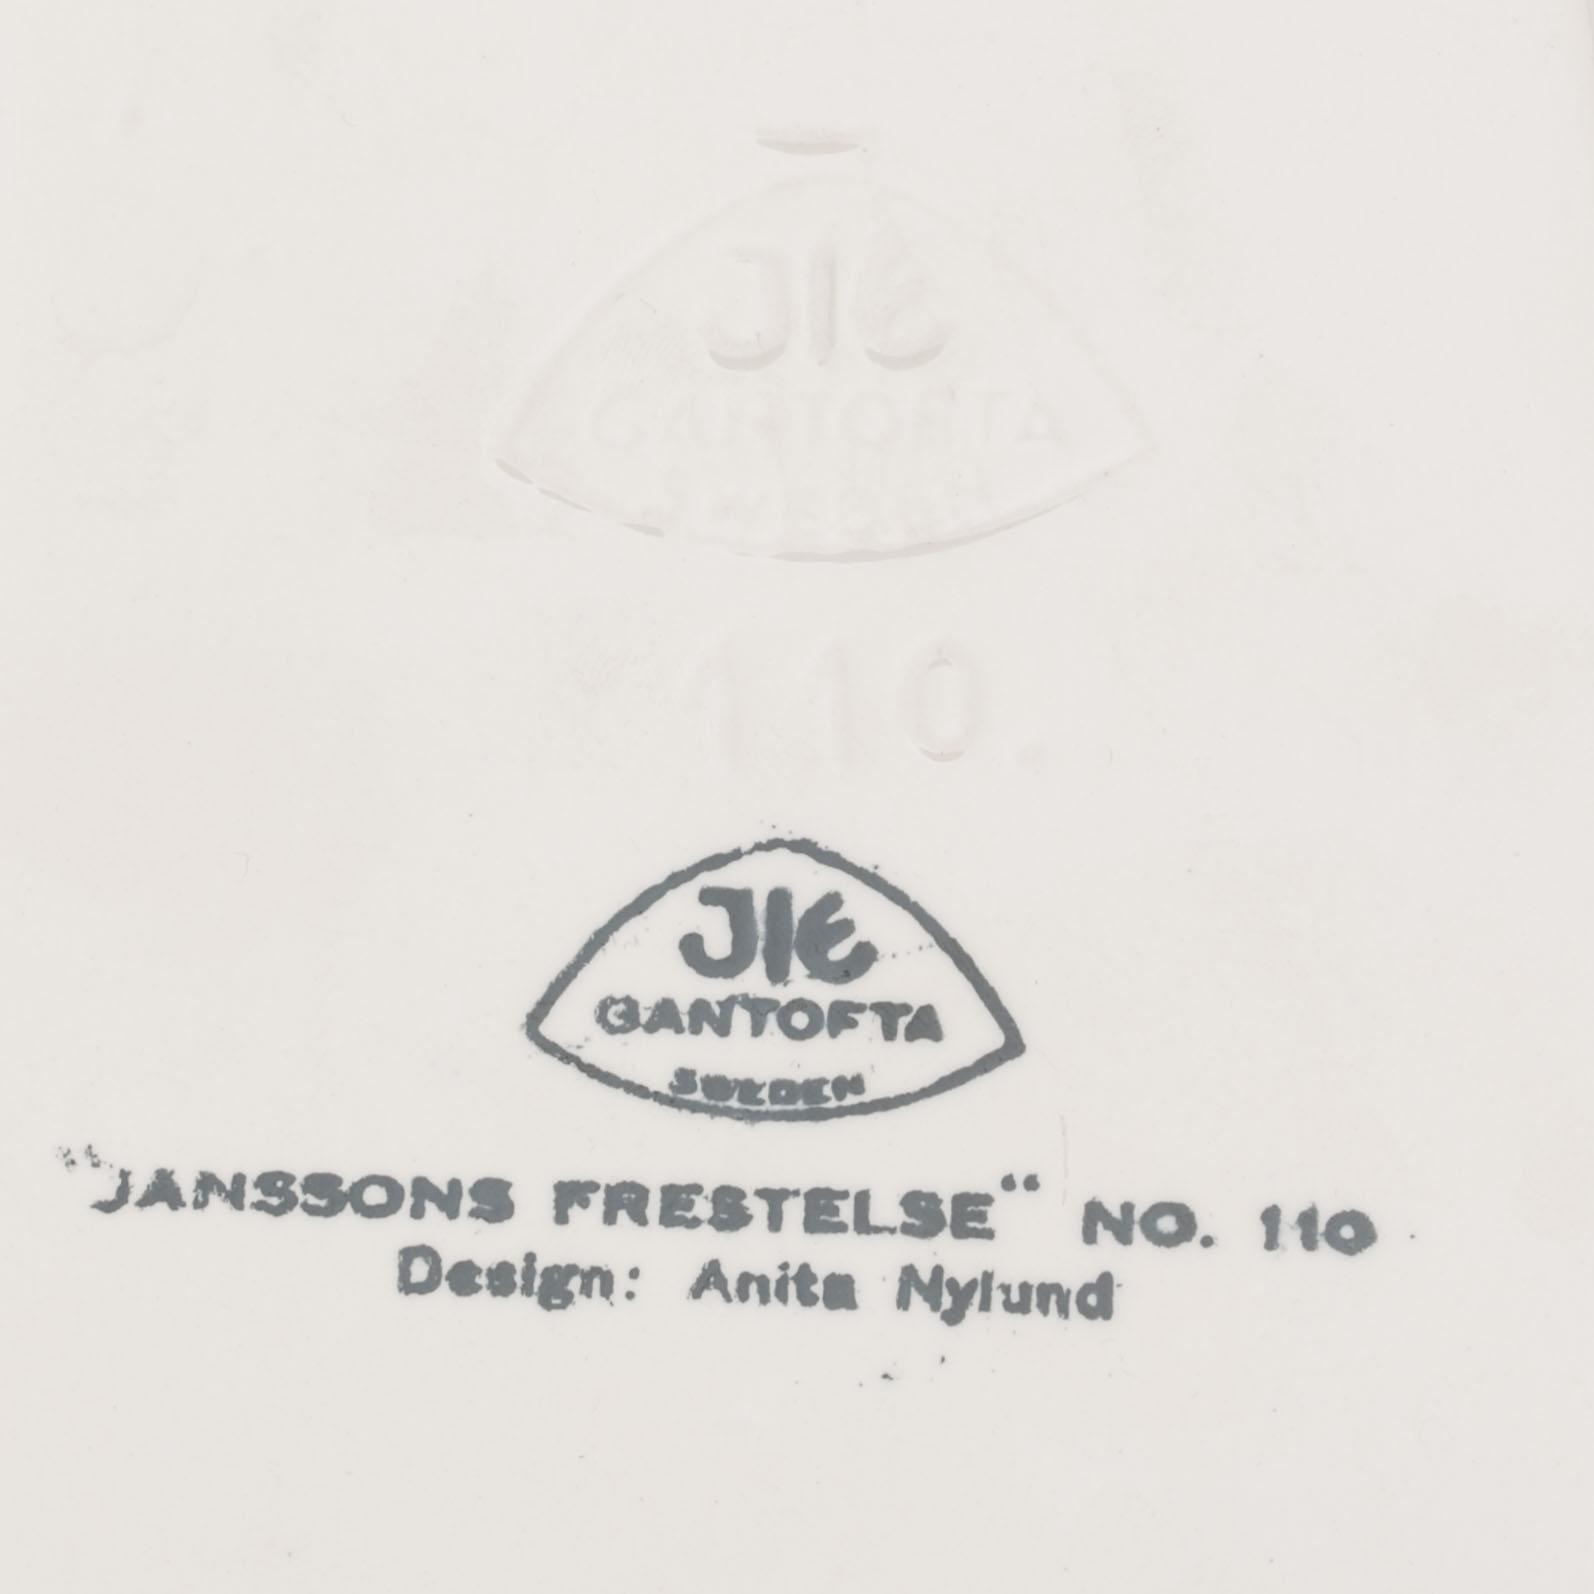 JIE
GANTOFTA
SWEDEN
110.
JIE
GANTOFTA
SWEDEN
"JANSSONS FRESTELSE“ NO. 110
Design: Anita Nylund